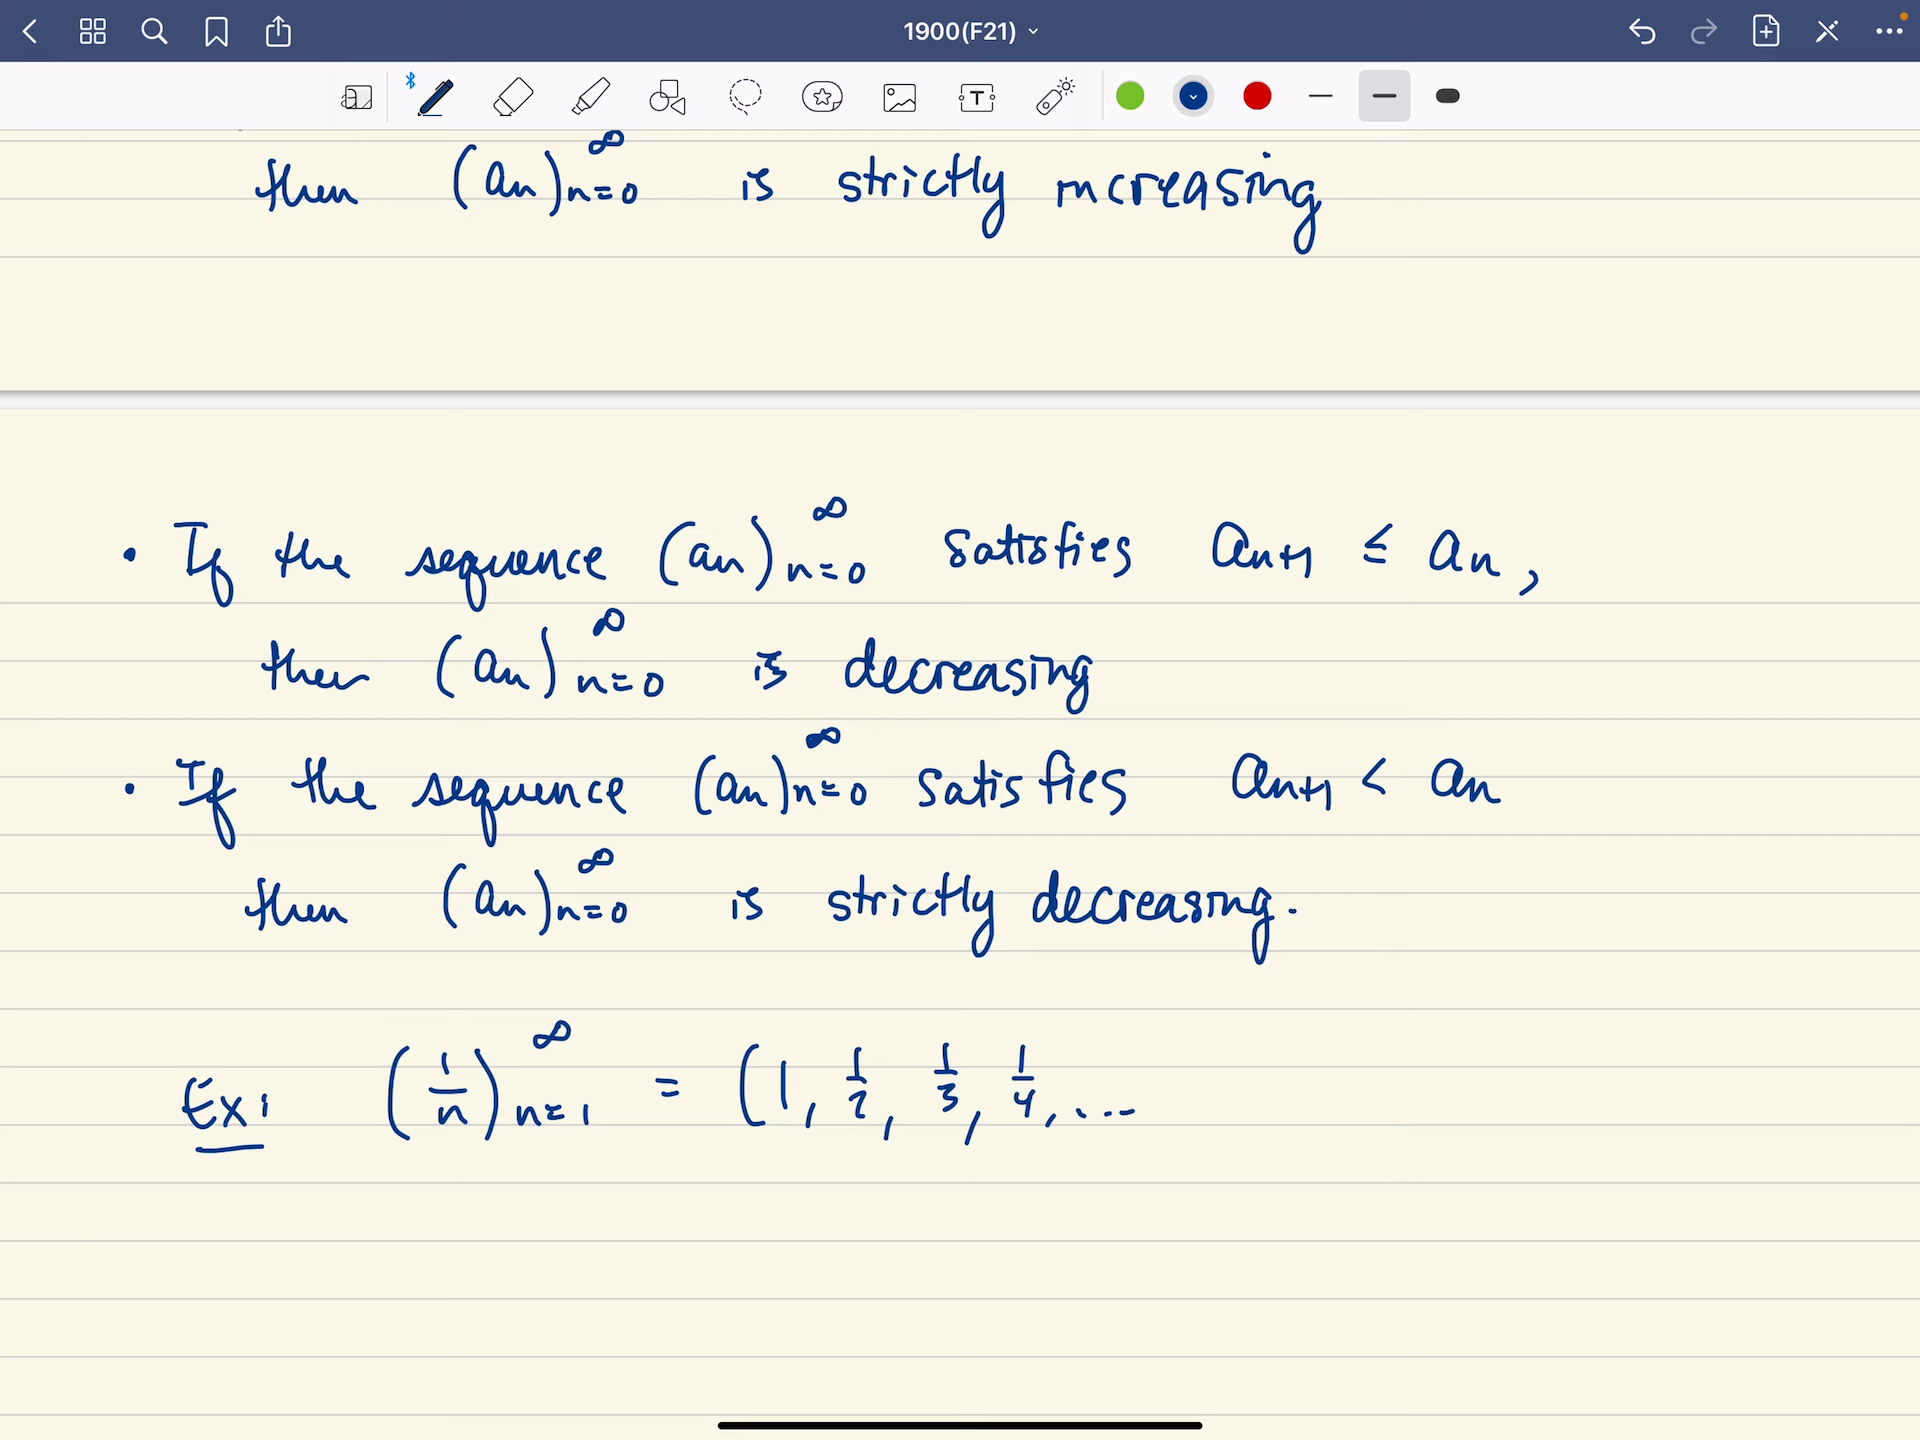 1900(F21)
then (an)∞n=0 is strictly increasing
• If the sequence (an)∞n=0 satisfies an+1 ≤ an,
then (an)∞n=0 is decreasing
• If the sequence (an)∞n=0 satisfies an+1 < an
then (an)∞n=0 is strictly decreasing.
Ex: (1/n)∞n=1 = (1, 1/2, 1/3, 1/4, ...